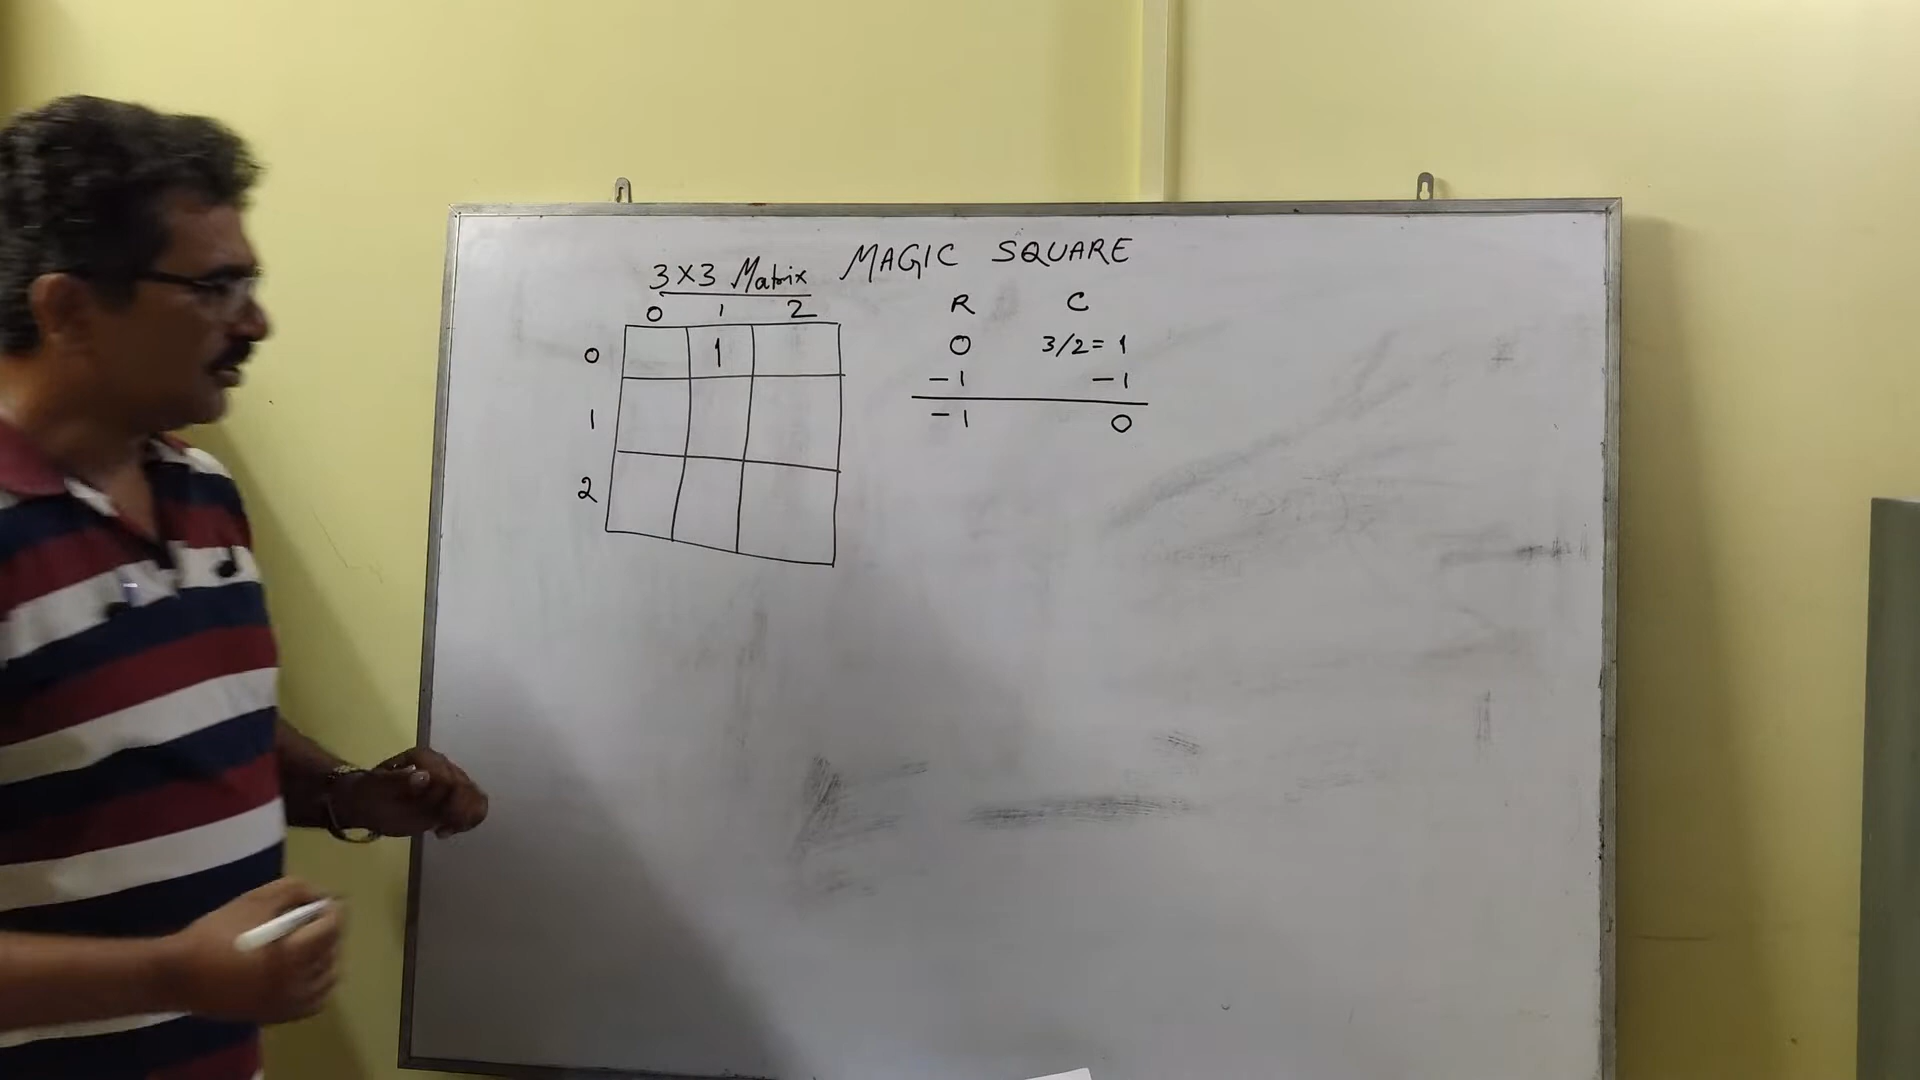 MAGIC SQUARE
3×3 Matrix
0 1 2
0 1
1
2
R C
0 3/2= 1
-1 -1
-1 0